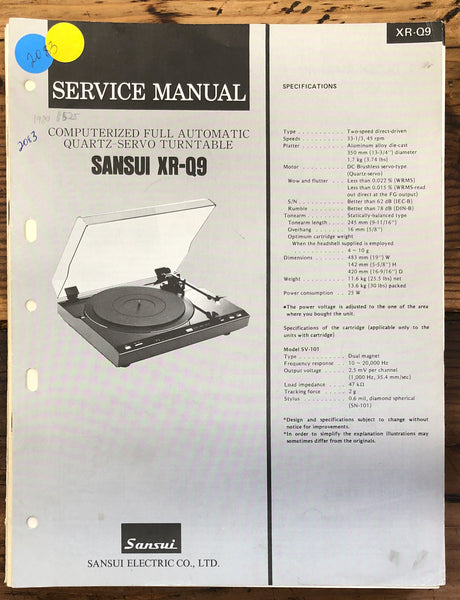 XR-Q9
2083
SERVICE MANUAL
1980 8525
2083
COMPUTERIZED FULL AUTOMATIC
QUARTZ-SERVO TURNTABLE
SANSUI XR-Q9
Sansui
SANSUI ELECTRIC CO., LTD.
SPECIFICATIONS
Type . . . . . . . . . . . . . . . Two-speed direct-driven
Speeds . . . . . . . . . . . . . 33-1/3, 45 rpm
Platter . . . . . . . . . . . . . . Aluminum alloy die-cast
350 mm (13-3/4") diameter
1.7 kg (3.74 lbs)
Motor . . . . . . . . . . . . . . DC Brushless servo-type
(Quartz-servo)
Wow and flutter . . . . . Less than 0.022 % (WRMS)
Less than 0.015 % (WRMS-read
out direct at the FG output)
S/N . . . . . . . . . . . . . . . Better than 62 dB (IEC-B)
Rumble . . . . . . . . . . . . Better than 78 dB (DIN-B)
Tonearm . . . . . . . . . . . . Statically-balanced type
Tonearm length . . . . . . 245 mm (9-11/16")
Overhang . . . . . . . . . . 16 mm (5/8")
Optimum cartridge weight
When the headshell supplied is employed
. . . . . . . . . . 4 ~ 10 g
Dimensions . . . . . . . . . . 483 mm (19") W
142 mm (5-5/8") H
420 mm (16-9/16") D
Weight . . . . . . . . . . . . . 11.6 kg (25.5 lbs) net
13.6 kg (30 lbs) packed
Power consumption . . . . . 25 W
•The power voltage is adjusted to the one of the area
where you bought the unit.
Specifications of the cartridge (applicable only to the
units with cartridge)
Model SV-101
Type . . . . . . . . . . . . . . . Dual magnet
Frequency response . . . . . 10 ~ 20,000 Hz
Output voltage . . . . . . . . 2.5 mV per channel
(1,000 Hz, 35.4 mm/sec)
Load impedance . . . . . . . 47 kΩ
Tracking force . . . . . . . . 2 g
Stylus . . . . . . . . . . . . . . 0.6 mil, diamond spherical
(SN-101)
*Design and specifications subject to change without
notice for improvements.
*In order to simplify the explanation illustrations may
sometimes differ from the originals.